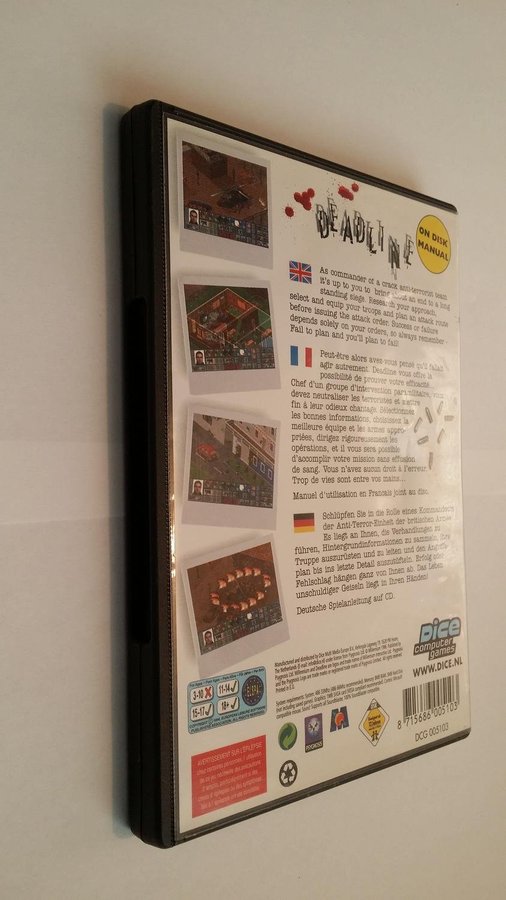 DEADLINE
ON DISK
MANUAL
As commander of a crack anti-terrorist team
it's up to you to bring about an end to a long
standing siege. Research your approach,
select and equip your troops and plan an attack route
before issuing the attack order. Success or failure
depends solely on your orders, so always remember -
Fail to plan and you'll plan to fail!
Peut-être alors avez vous pensé qu'il fallait
agir autrement. Deadline vous offre la
possibilité de prouver votre efficacité.
Chef d'un groupe d'intervention paramilitaire, vous
devez neutraliser les terroristes et mettre
fin à leur odieux chantage. Sélectionnez
les bonnes informations, choisissez la
meilleure équipe et les armes appro-
priées, dirigez rigoureusement les
opérations, et il vous sera possible
d'accomplir votre mission sans effusion
de sang. Vous n'avez aucun droit à l'erreur.
Trop de vies sont entre vos mains...
Manuel d'utilisation en Francais joint au disc.
Schlüpfen Sie in die Rolle eines Kommandeurs
der Anti-Terror-Einheit der britischen Armee.
Es liegt an Ihnen, die Verhandlungen zu
führen, Hintergrundinformationen zu sammeln, ihre
Truppe auszurüsten und zu leiten und den Angriffs-
plan bis ins letzte Detail auszutüfteln. Erfolg oder
Fehlschlag hängen ganz von Ihnen ab. Das Leben
unschuldiger Geiseln liegt in Ihren Händen!
Deutsche Spielanleitung auf CD.
Dice
computer
games
WWW.DICE.NL
8 715686 005103
DCG 005103
3-10
11-14
15-17
18+
ELSPA
PSYGNOSIS
AVERTISSEMENT SUR L'EPILEPSIE